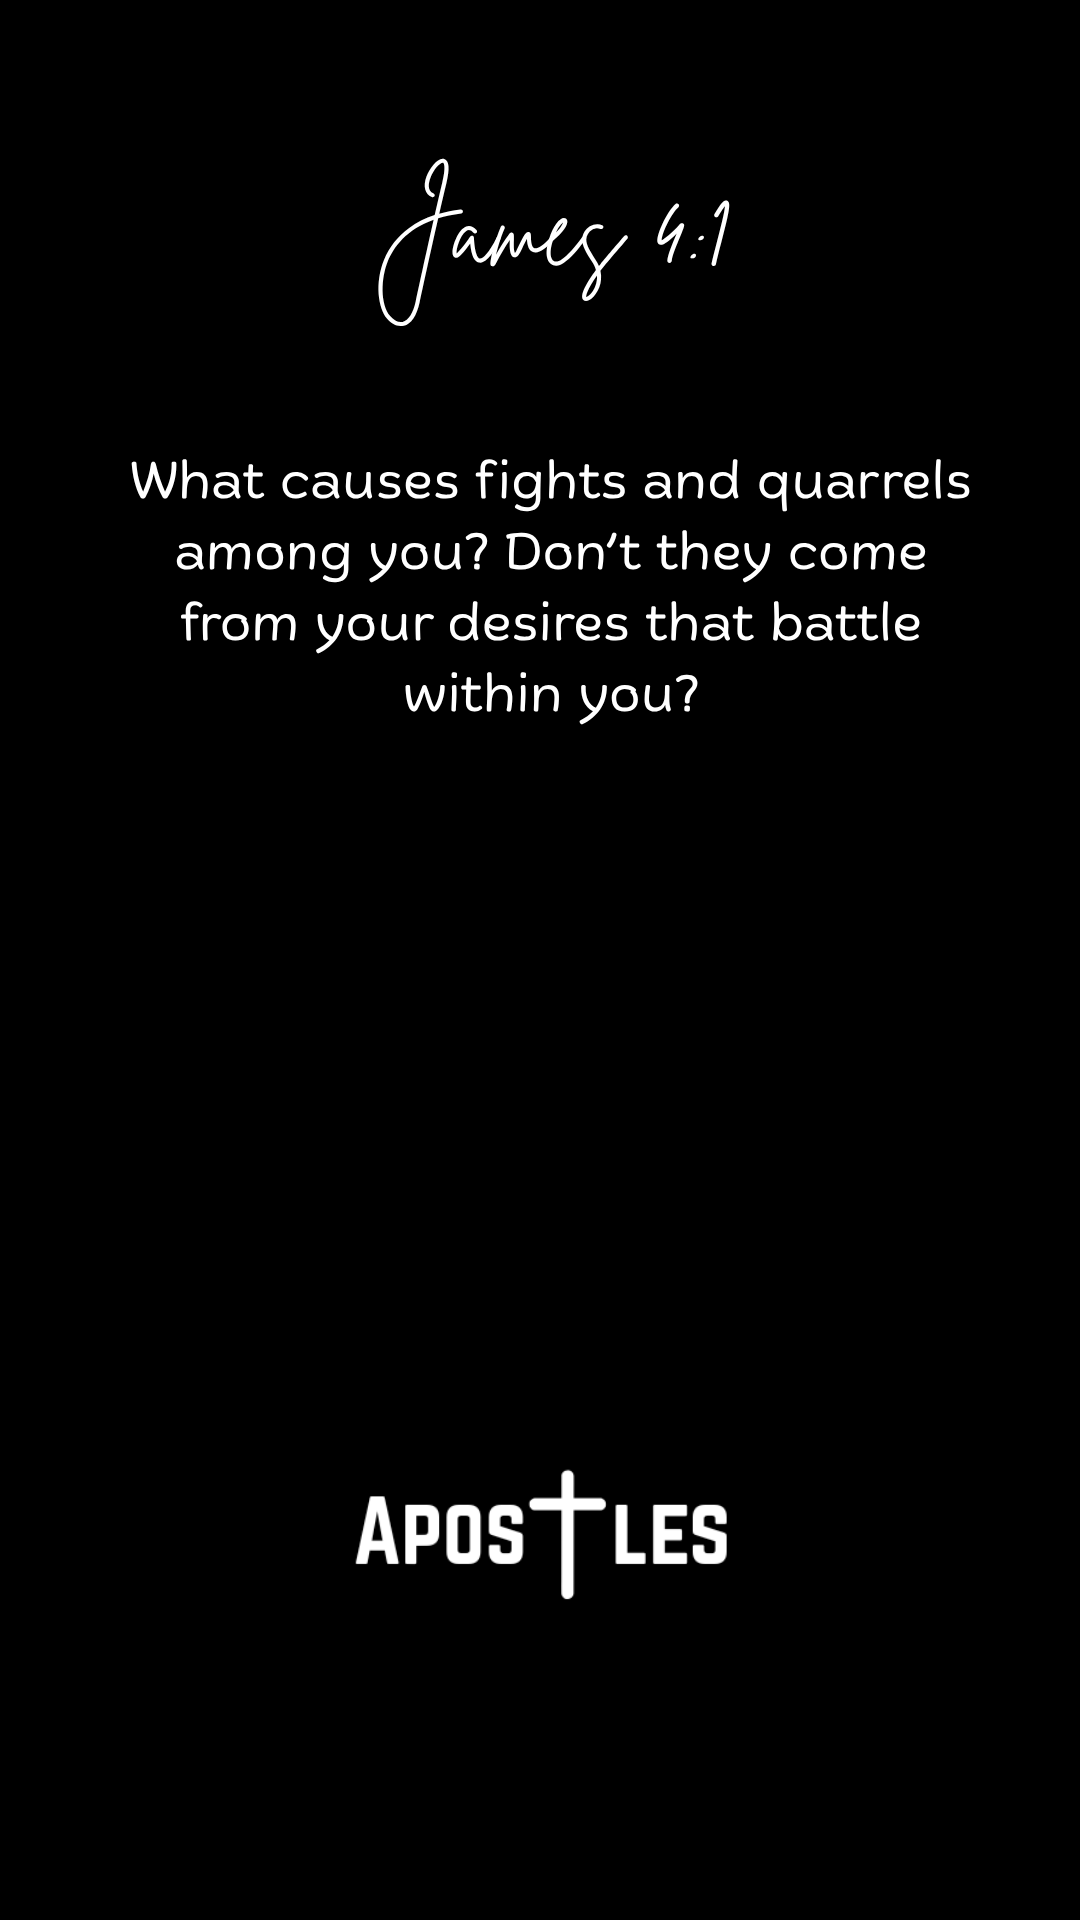 James 4:1
What causes fights and quarrels
among you? Don't they come
from your desires that battle
within you?
APOSTLES